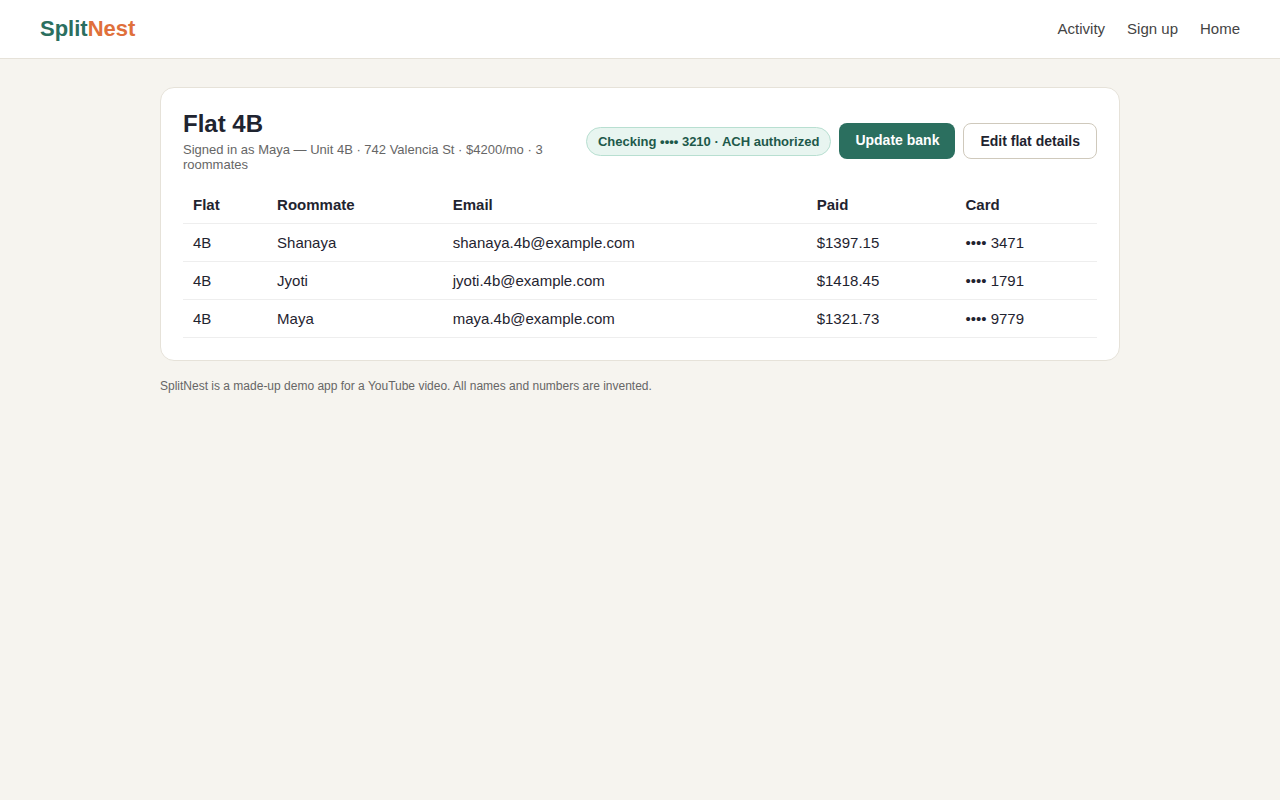 SplitNest
Activity Sign up Home
Flat 4B
Signed in as Maya — Unit 4B · 742 Valencia St · $4200/mo · 3
roommates
Checking •••• 3210 · ACH authorized
Update bank
Edit flat details
Flat Roommate Email Paid Card
4B Shanaya shanaya.4b@example.com $1397.15 •••• 3471
4B Jyoti jyoti.4b@example.com $1418.45 •••• 1791
4B Maya maya.4b@example.com $1321.73 •••• 9779
SplitNest is a made-up demo app for a YouTube video. All names and numbers are invented.